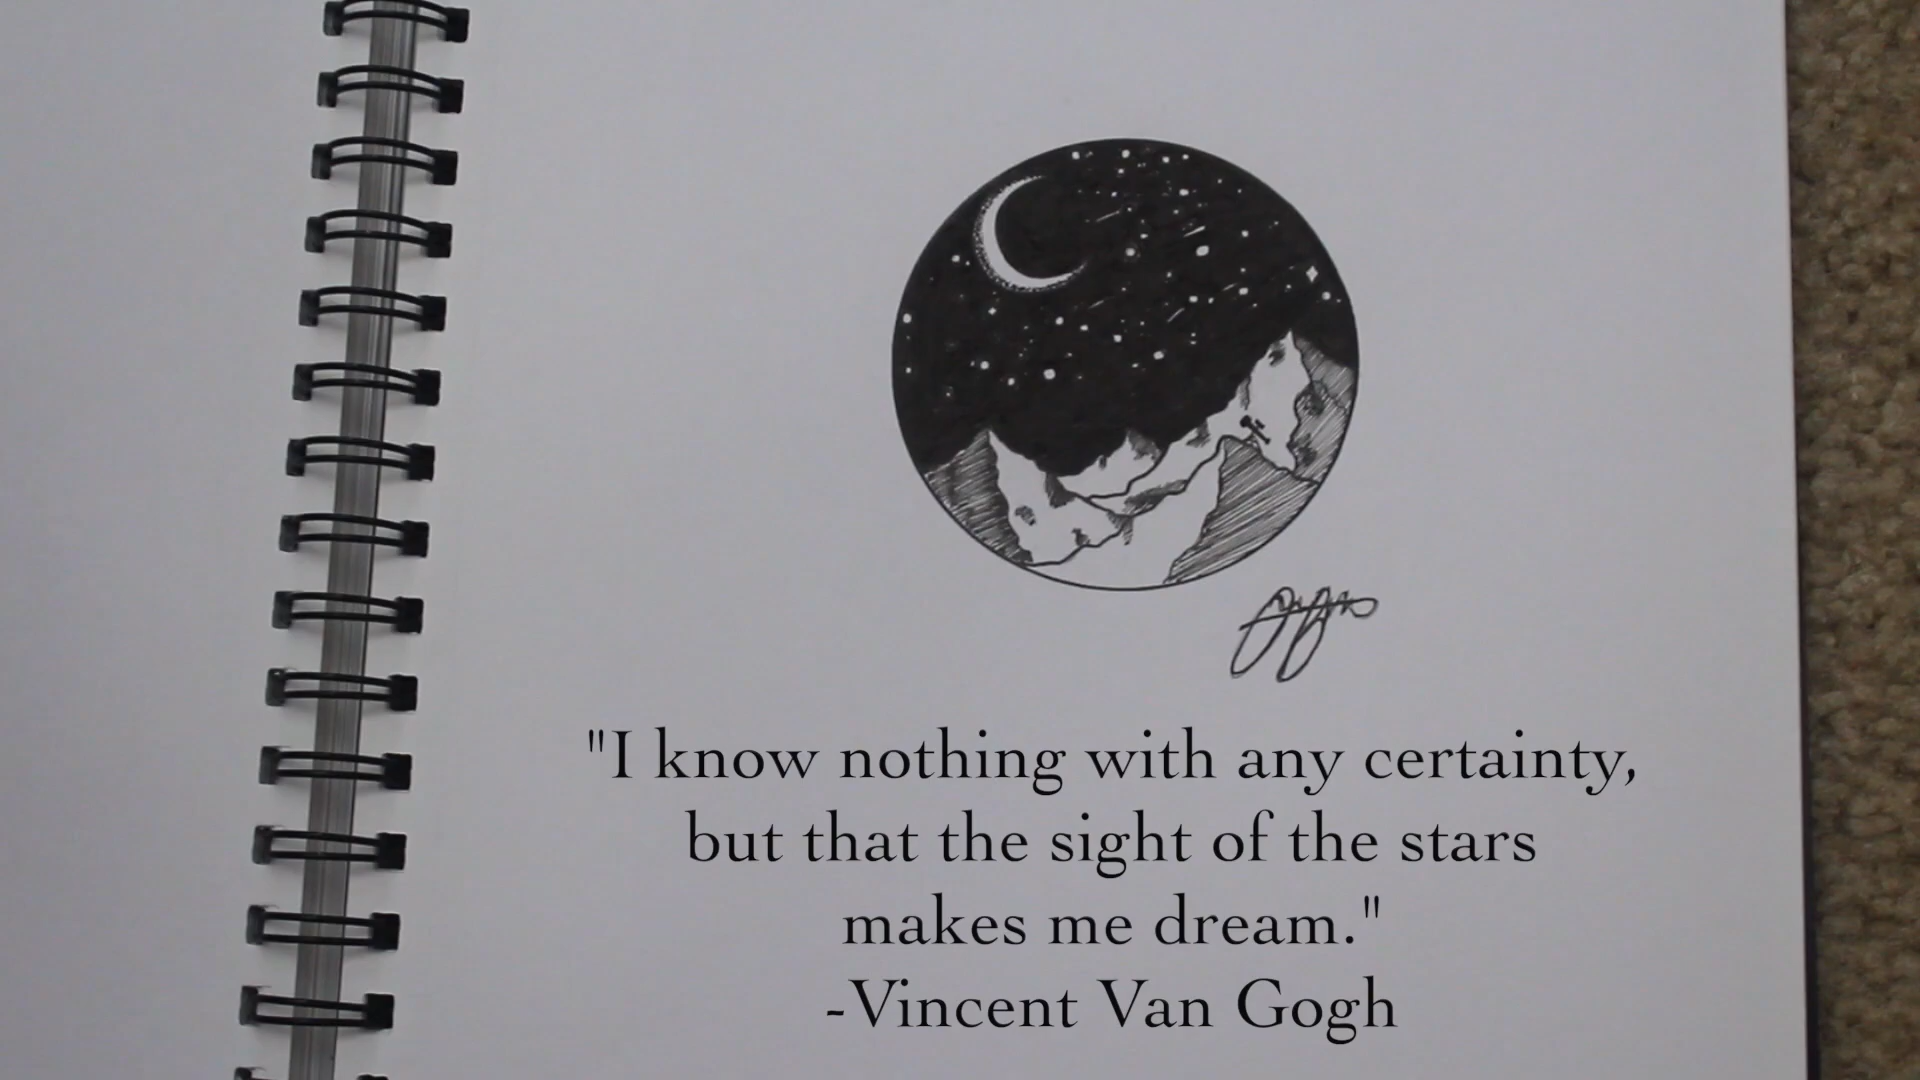 "I know nothing with any certainty,
but that the sight of the stars
makes me dream."
-Vincent Van Gogh